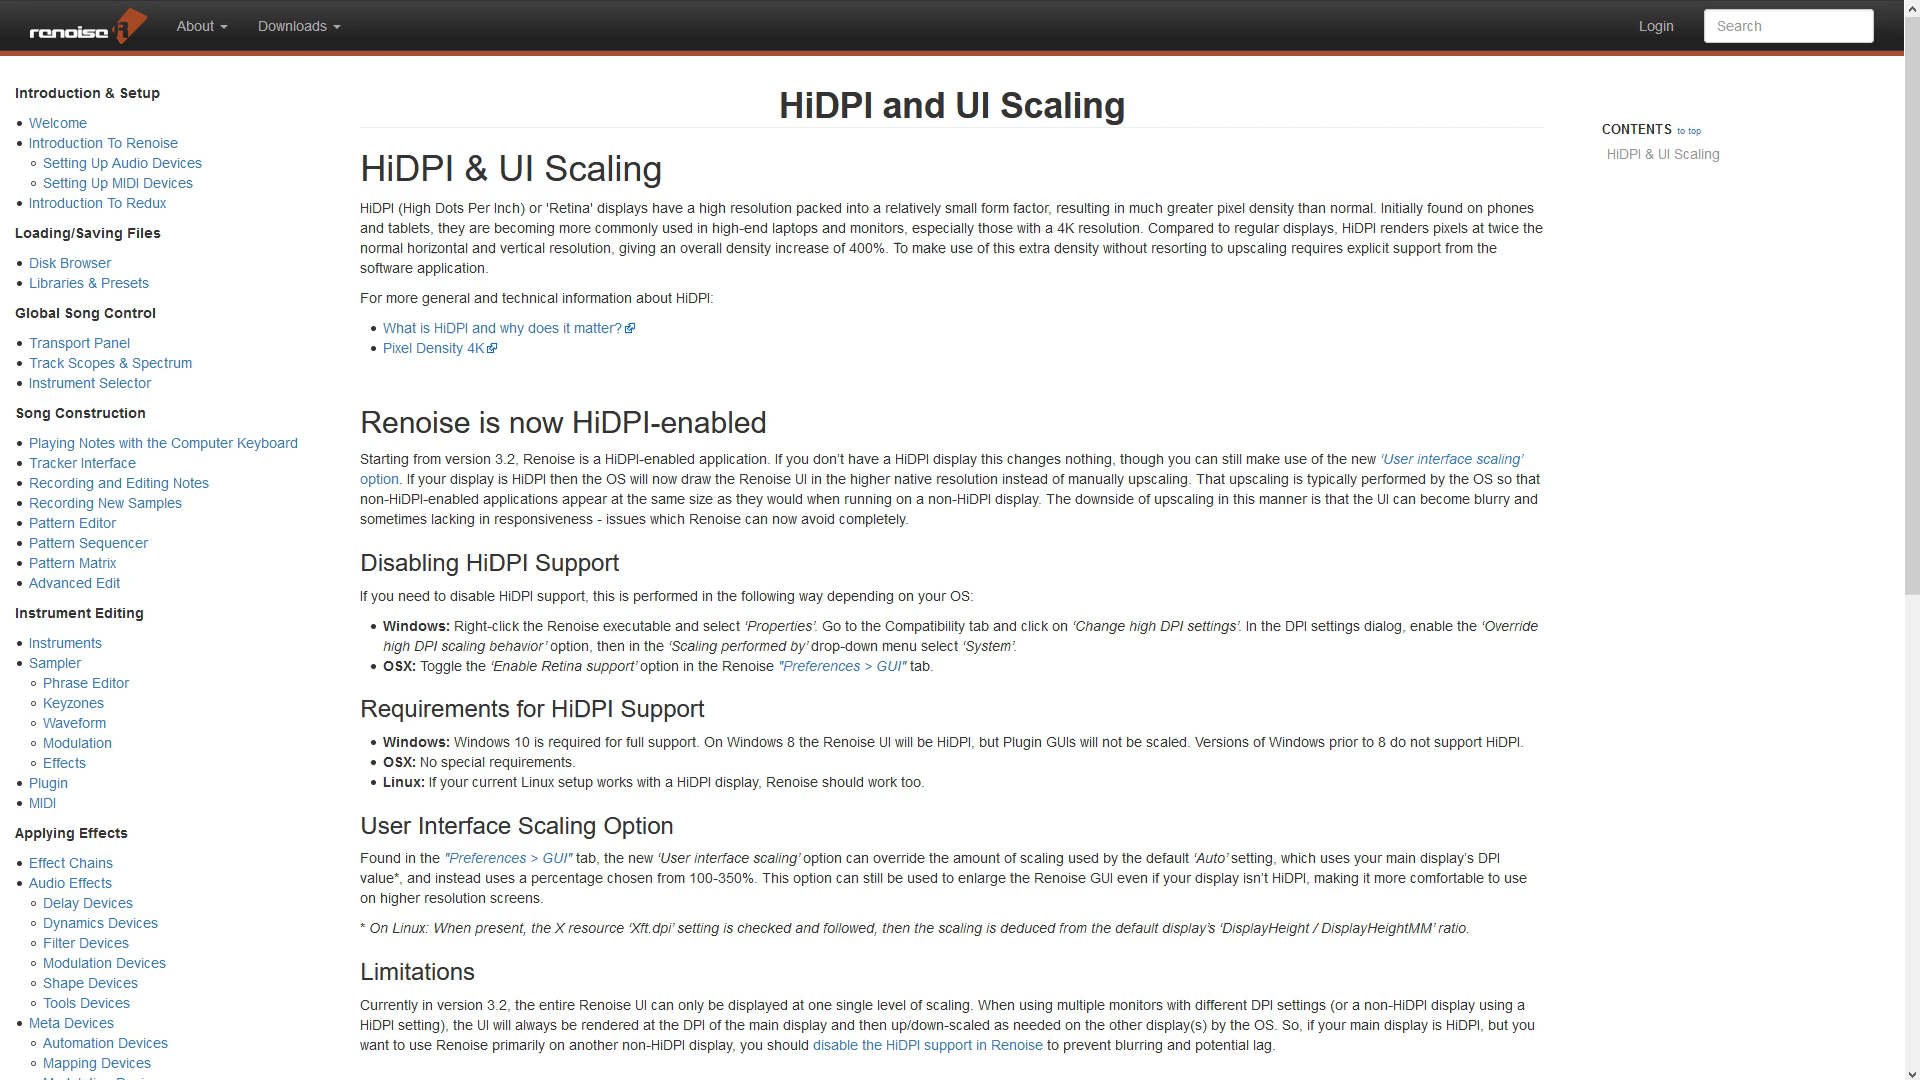 renoise
About
Downloads
Login
Search
Introduction & Setup
Welcome
Introduction To Renoise
Setting Up Audio Devices
Setting Up MIDI Devices
Introduction To Redux
Loading/Saving Files
Disk Browser
Libraries & Presets
Global Song Control
Transport Panel
Track Scopes & Spectrum
Instrument Selector
Song Construction
Playing Notes with the Computer Keyboard
Tracker Interface
Recording and Editing Notes
Recording New Samples
Pattern Editor
Pattern Sequencer
Pattern Matrix
Advanced Edit
Instrument Editing
Instruments
Sampler
Phrase Editor
Keyzones
Waveform
Modulation
Effects
Plugin
MIDI
Applying Effects
Effect Chains
Audio Effects
Delay Devices
Dynamics Devices
Filter Devices
Modulation Devices
Shape Devices
Tools Devices
Meta Devices
Automation Devices
Mapping Devices
HiDPI and UI Scaling
HiDPI & UI Scaling
HiDPI (High Dots Per Inch) or 'Retina' displays have a high resolution packed into a relatively small form factor, resulting in much greater pixel density than normal. Initially found on phones
and tablets, they are becoming more commonly used in high-end laptops and monitors, especially those with a 4K resolution. Compared to regular displays, HiDPI renders pixels at twice the
normal horizontal and vertical resolution, giving an overall density increase of 400%. To make use of this extra density without resorting to upscaling requires explicit support from the
software application.
For more general and technical information about HiDPI:
What is HiDPI and why does it matter?
Pixel Density 4K
Renoise is now HiDPI-enabled
Starting from version 3.2, Renoise is a HiDPI-enabled application. If you don’t have a HiDPI display this changes nothing, though you can still make use of the new ‘User interface scaling’
option. If your display is HiDPI then the OS will now draw the Renoise UI in the higher native resolution instead of manually upscaling. That upscaling is typically performed by the OS so that
non-HiDPI-enabled applications appear at the same size as they would when running on a non-HiDPI display. The downside of upscaling in this manner is that the UI can become blurry and
sometimes lacking in responsiveness - issues which Renoise can now avoid completely.
Disabling HiDPI Support
If you need to disable HiDPI support, this is performed in the following way depending on your OS:
Windows: Right-click the Renoise executable and select ‘Properties’. Go to the Compatibility tab and click on ‘Change high DPI settings’. In the DPI settings dialog, enable the ‘Override
high DPI scaling behavior’ option, then in the ‘Scaling performed by’ drop-down menu select ‘System’.
OSX: Toggle the ‘Enable Retina support’ option in the Renoise "Preferences > GUI" tab.
Requirements for HiDPI Support
Windows: Windows 10 is required for full support. On Windows 8 the Renoise UI will be HiDPI, but Plugin GUIs will not be scaled. Versions of Windows prior to 8 do not support HiDPI.
OSX: No special requirements.
Linux: If your current Linux setup works with a HiDPI display, Renoise should work too.
User Interface Scaling Option
Found in the "Preferences > GUI" tab, the new ‘User interface scaling’ option can override the amount of scaling used by the default ‘Auto’ setting, which uses your main display’s DPI
value*, and instead uses a percentage chosen from 100-350%. This option can still be used to enlarge the Renoise GUI even if your display isn’t HiDPI, making it more comfortable to use
on higher resolution screens.
* On Linux: When present, the X resource ‘Xft.dpi’ setting is checked and followed, then the scaling is deduced from the default display’s ‘DisplayHeight / DisplayHeightMM’ ratio.
Limitations
Currently in version 3.2, the entire Renoise UI can only be displayed at one single level of scaling. When using multiple monitors with different DPI settings (or a non-HiDPI display using a
HiDPI setting), the UI will always be rendered at the DPI of the main display and then up/down-scaled as needed on the other display(s) by the OS. So, if your main display is HiDPI, but you
want to use Renoise primarily on another non-HiDPI display, you should disable the HiDPI support in Renoise to prevent blurring and potential lag.
CONTENTS to top
HiDPI & UI Scaling